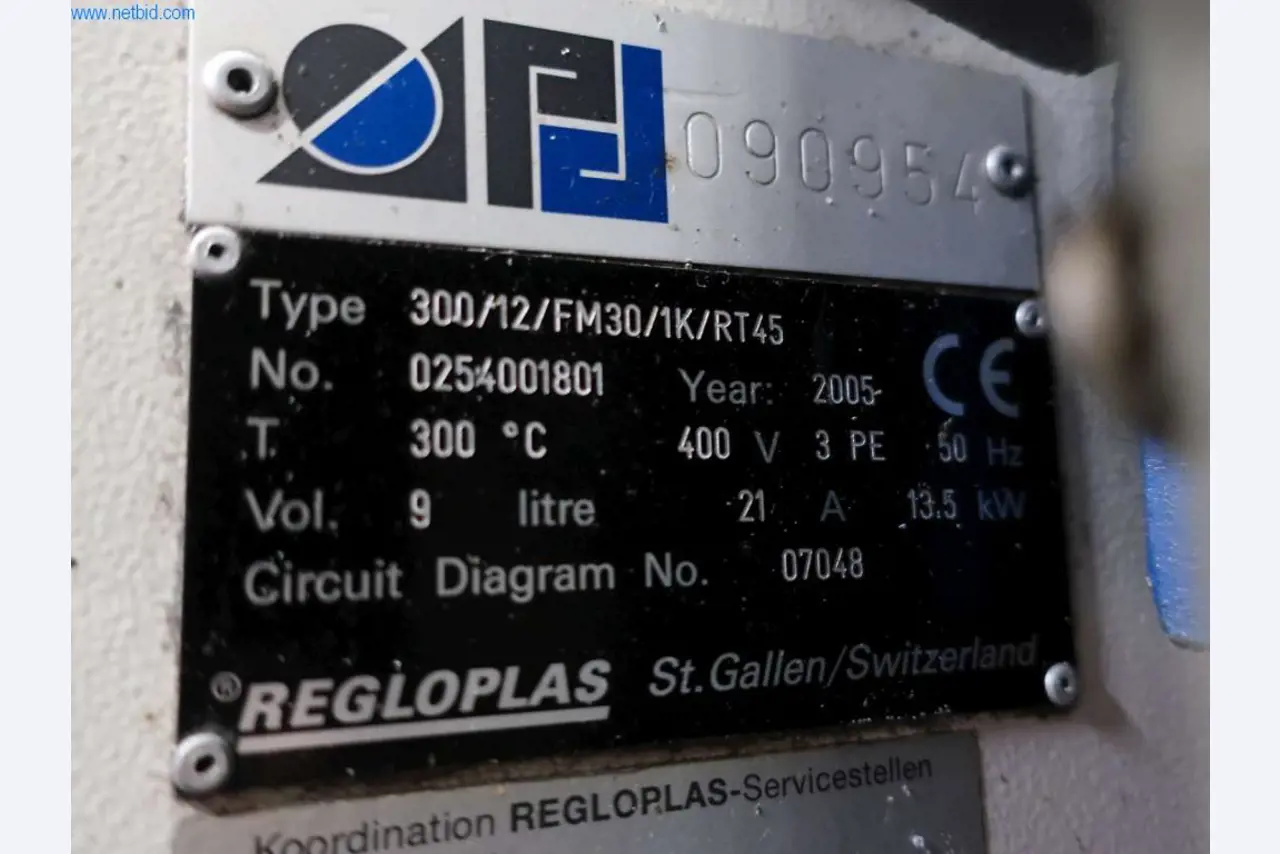 www.netbid.com
090954
Type 300/12/FM30/1K/RT45
No. 0254001801 Year: 2005
T. 300 °C 400 V 3 PE 50 Hz
Vol. 9 litre 21 A 13.5 kW
Circuit Diagram No. 07048
®REGLOPLAS St. Gallen/Switzerland
Koordination REGLOPLAS-Servicestellen